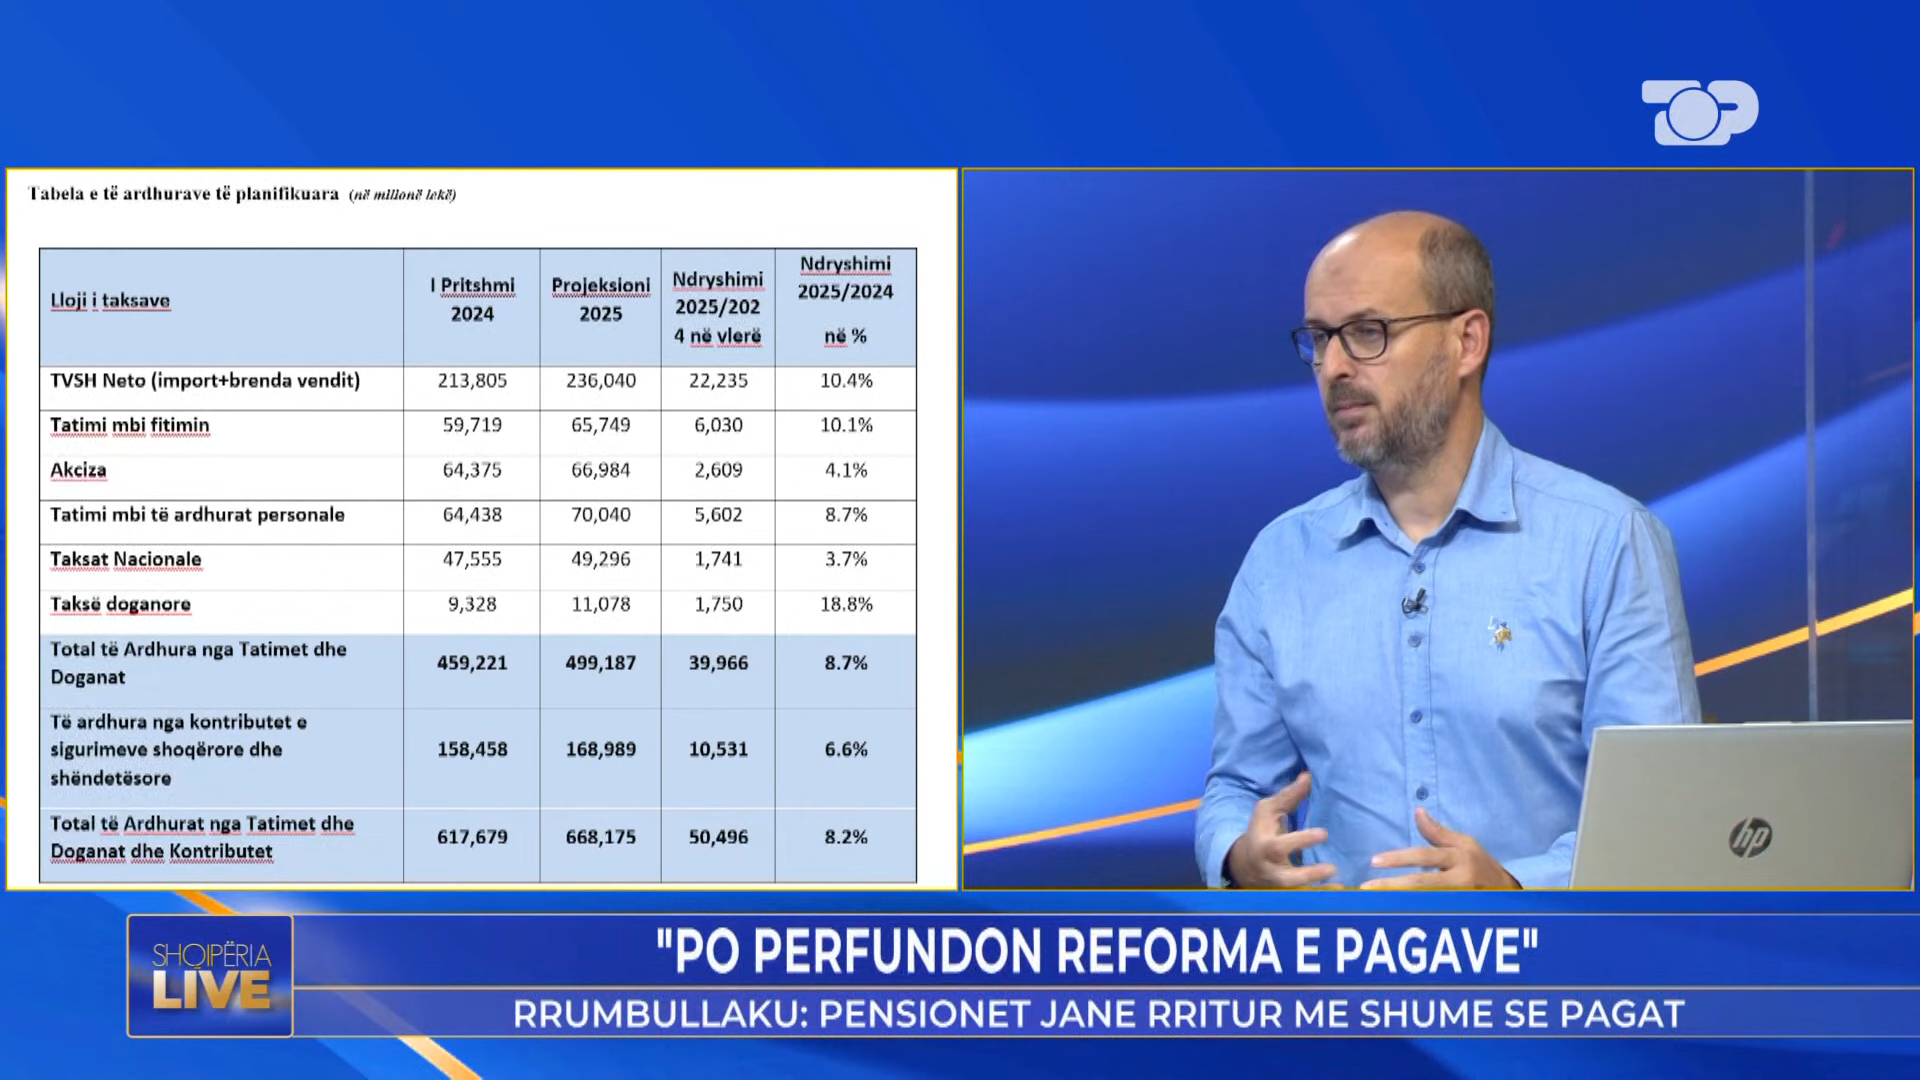 TOP
Tabela e të ardhurave të planifikuara (në milionë lekë)
Lloji i taksave
I Pritshmi
2024
Projeksioni
2025
Ndryshimi
2025/202
4 në vlerë
Ndryshimi
2025/2024
në %
TVSH Neto (import+brenda vendit) 213,805 236,040 22,235 10.4%
Tatimi mbi fitimin 59,719 65,749 6,030 10.1%
Akciza 64,375 66,984 2,609 4.1%
Tatimi mbi të ardhurat personale 64,438 70,040 5,602 8.7%
Taksat Nacionale 47,555 49,296 1,741 3.7%
Taksë doganore 9,328 11,078 1,750 18.8%
Total të Ardhura nga Tatimet dhe
Doganat
459,221 499,187 39,966 8.7%
Të ardhura nga kontributet e
sigurimeve shoqërore dhe
shëndetësore
158,458 168,989 10,531 6.6%
Total të Ardhurat nga Tatimet dhe
Doganat dhe Kontributet
617,679 668,175 50,496 8.2%
hp
SHQIPËRIA
LIVE
"PO PERFUNDON REFORMA E PAGAVE"
RRUMBULLAKU: PENSIONET JANE RRITUR ME SHUME SE PAGAT